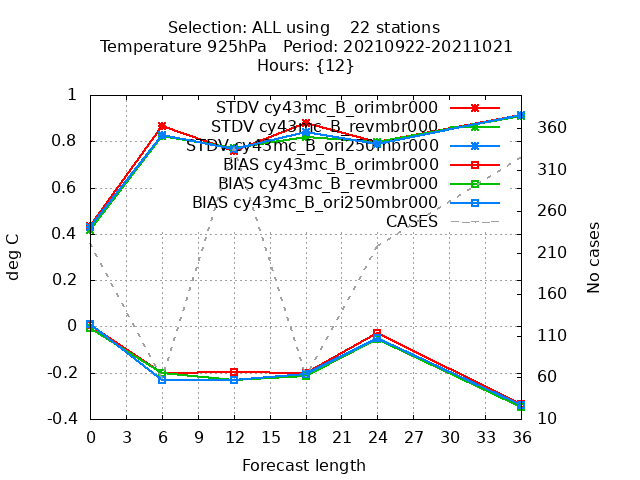 Selection: ALL using 22 stations
Temperature 925hPa Period: 20210922-20211021
Hours: {12}
STDV cy43mc_B_orimbr000
STDV cy43mc_B_revmbr000
STDV cy43mc_B_ori250mbr000
BIAS cy43mc_B_orimbr000
BIAS cy43mc_B_revmbr000
BIAS cy43mc_B_ori250mbr000
CASES
deg C
1
0.8
0.6
0.4
0.2
0
-0.2
-0.4
No cases
360
310
260
210
160
110
60
10
0 3 6 9 12 15 18 21 24 27 30 33 36
Forecast length